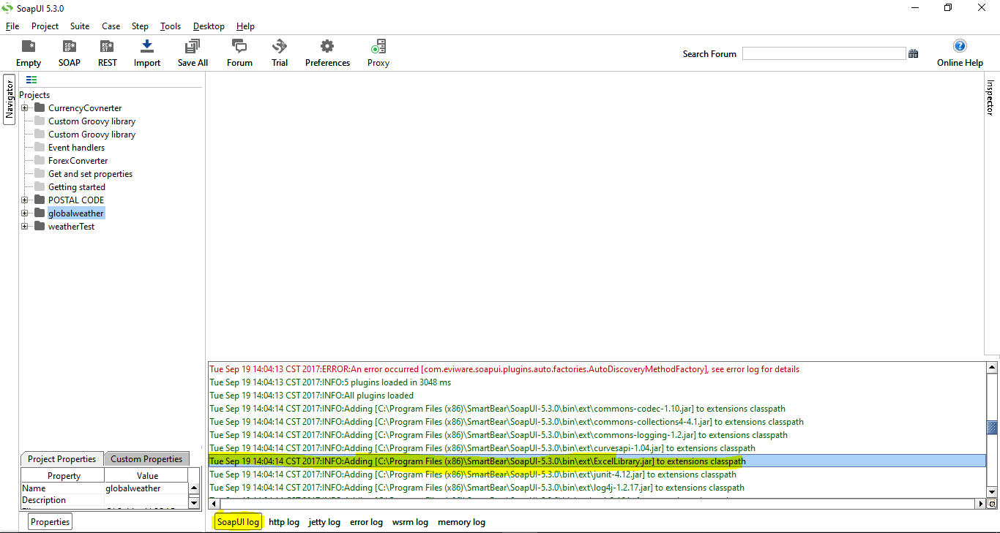 SoapUI 5.3.0
File Project Suite Case Step Tools Desktop Help
Empty SOAP REST Import Save All Forum Trial Preferences Proxy Search Forum Online Help
Navigator
Inspector
Projects
CurrencyCovnerter
Custom Groovy library
Custom Groovy library
Event handlers
ForexConverter
Get and set properties
Getting started
POSTAL CODE
globalweather
weatherTest
Tue Sep 19 14:04:13 CST 2017:ERROR:An error occurred [com.eviware.soapui.plugins.auto.factories.AutoDiscoveryMethodFactory], see error log for details
Tue Sep 19 14:04:13 CST 2017:INFO:5 plugins loaded in 3048 ms
Tue Sep 19 14:04:13 CST 2017:INFO:All plugins loaded
Tue Sep 19 14:04:14 CST 2017:INFO:Adding [C:\Program Files (x86)\SmartBear\SoapUI-5.3.0\bin\ext\commons-codec-1.10.jar] to extensions classpath
Tue Sep 19 14:04:14 CST 2017:INFO:Adding [C:\Program Files (x86)\SmartBear\SoapUI-5.3.0\bin\ext\commons-collections4-4.1.jar] to extensions classpath
Tue Sep 19 14:04:14 CST 2017:INFO:Adding [C:\Program Files (x86)\SmartBear\SoapUI-5.3.0\bin\ext\commons-logging-1.2.jar] to extensions classpath
Tue Sep 19 14:04:14 CST 2017:INFO:Adding [C:\Program Files (x86)\SmartBear\SoapUI-5.3.0\bin\ext\curvesapi-1.04.jar] to extensions classpath
Tue Sep 19 14:04:14 CST 2017:INFO:Adding [C:\Program Files (x86)\SmartBear\SoapUI-5.3.0\bin\ext\ExcelLibrary.jar] to extensions classpath
Tue Sep 19 14:04:14 CST 2017:INFO:Adding [C:\Program Files (x86)\SmartBear\SoapUI-5.3.0\bin\ext\junit-4.12.jar] to extensions classpath
Tue Sep 19 14:04:14 CST 2017:INFO:Adding [C:\Program Files (x86)\SmartBear\SoapUI-5.3.0\bin\ext\log4j-1.2.17.jar] to extensions classpath
Project Properties Custom Properties
Property Value
Name globalweather
Description
Properties
SoapUI log http log jetty log error log wsrm log memory log